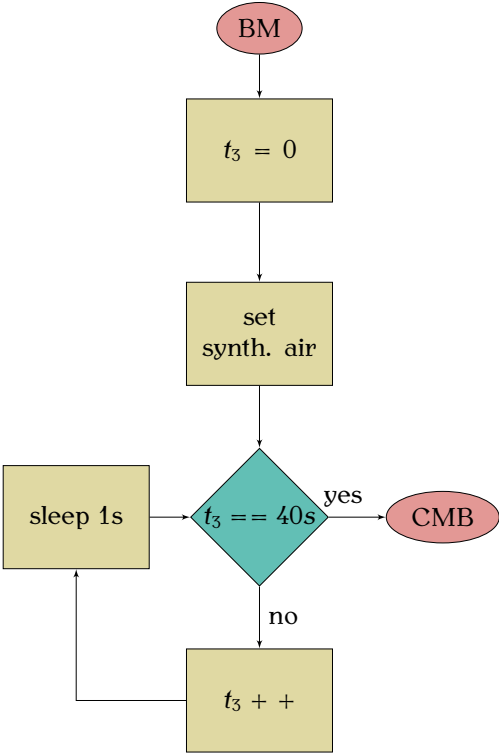 BM
t₃ = 0
set
synth. air
sleep 1s
t₃ == 40s
yes
CMB
no
t₃ + +